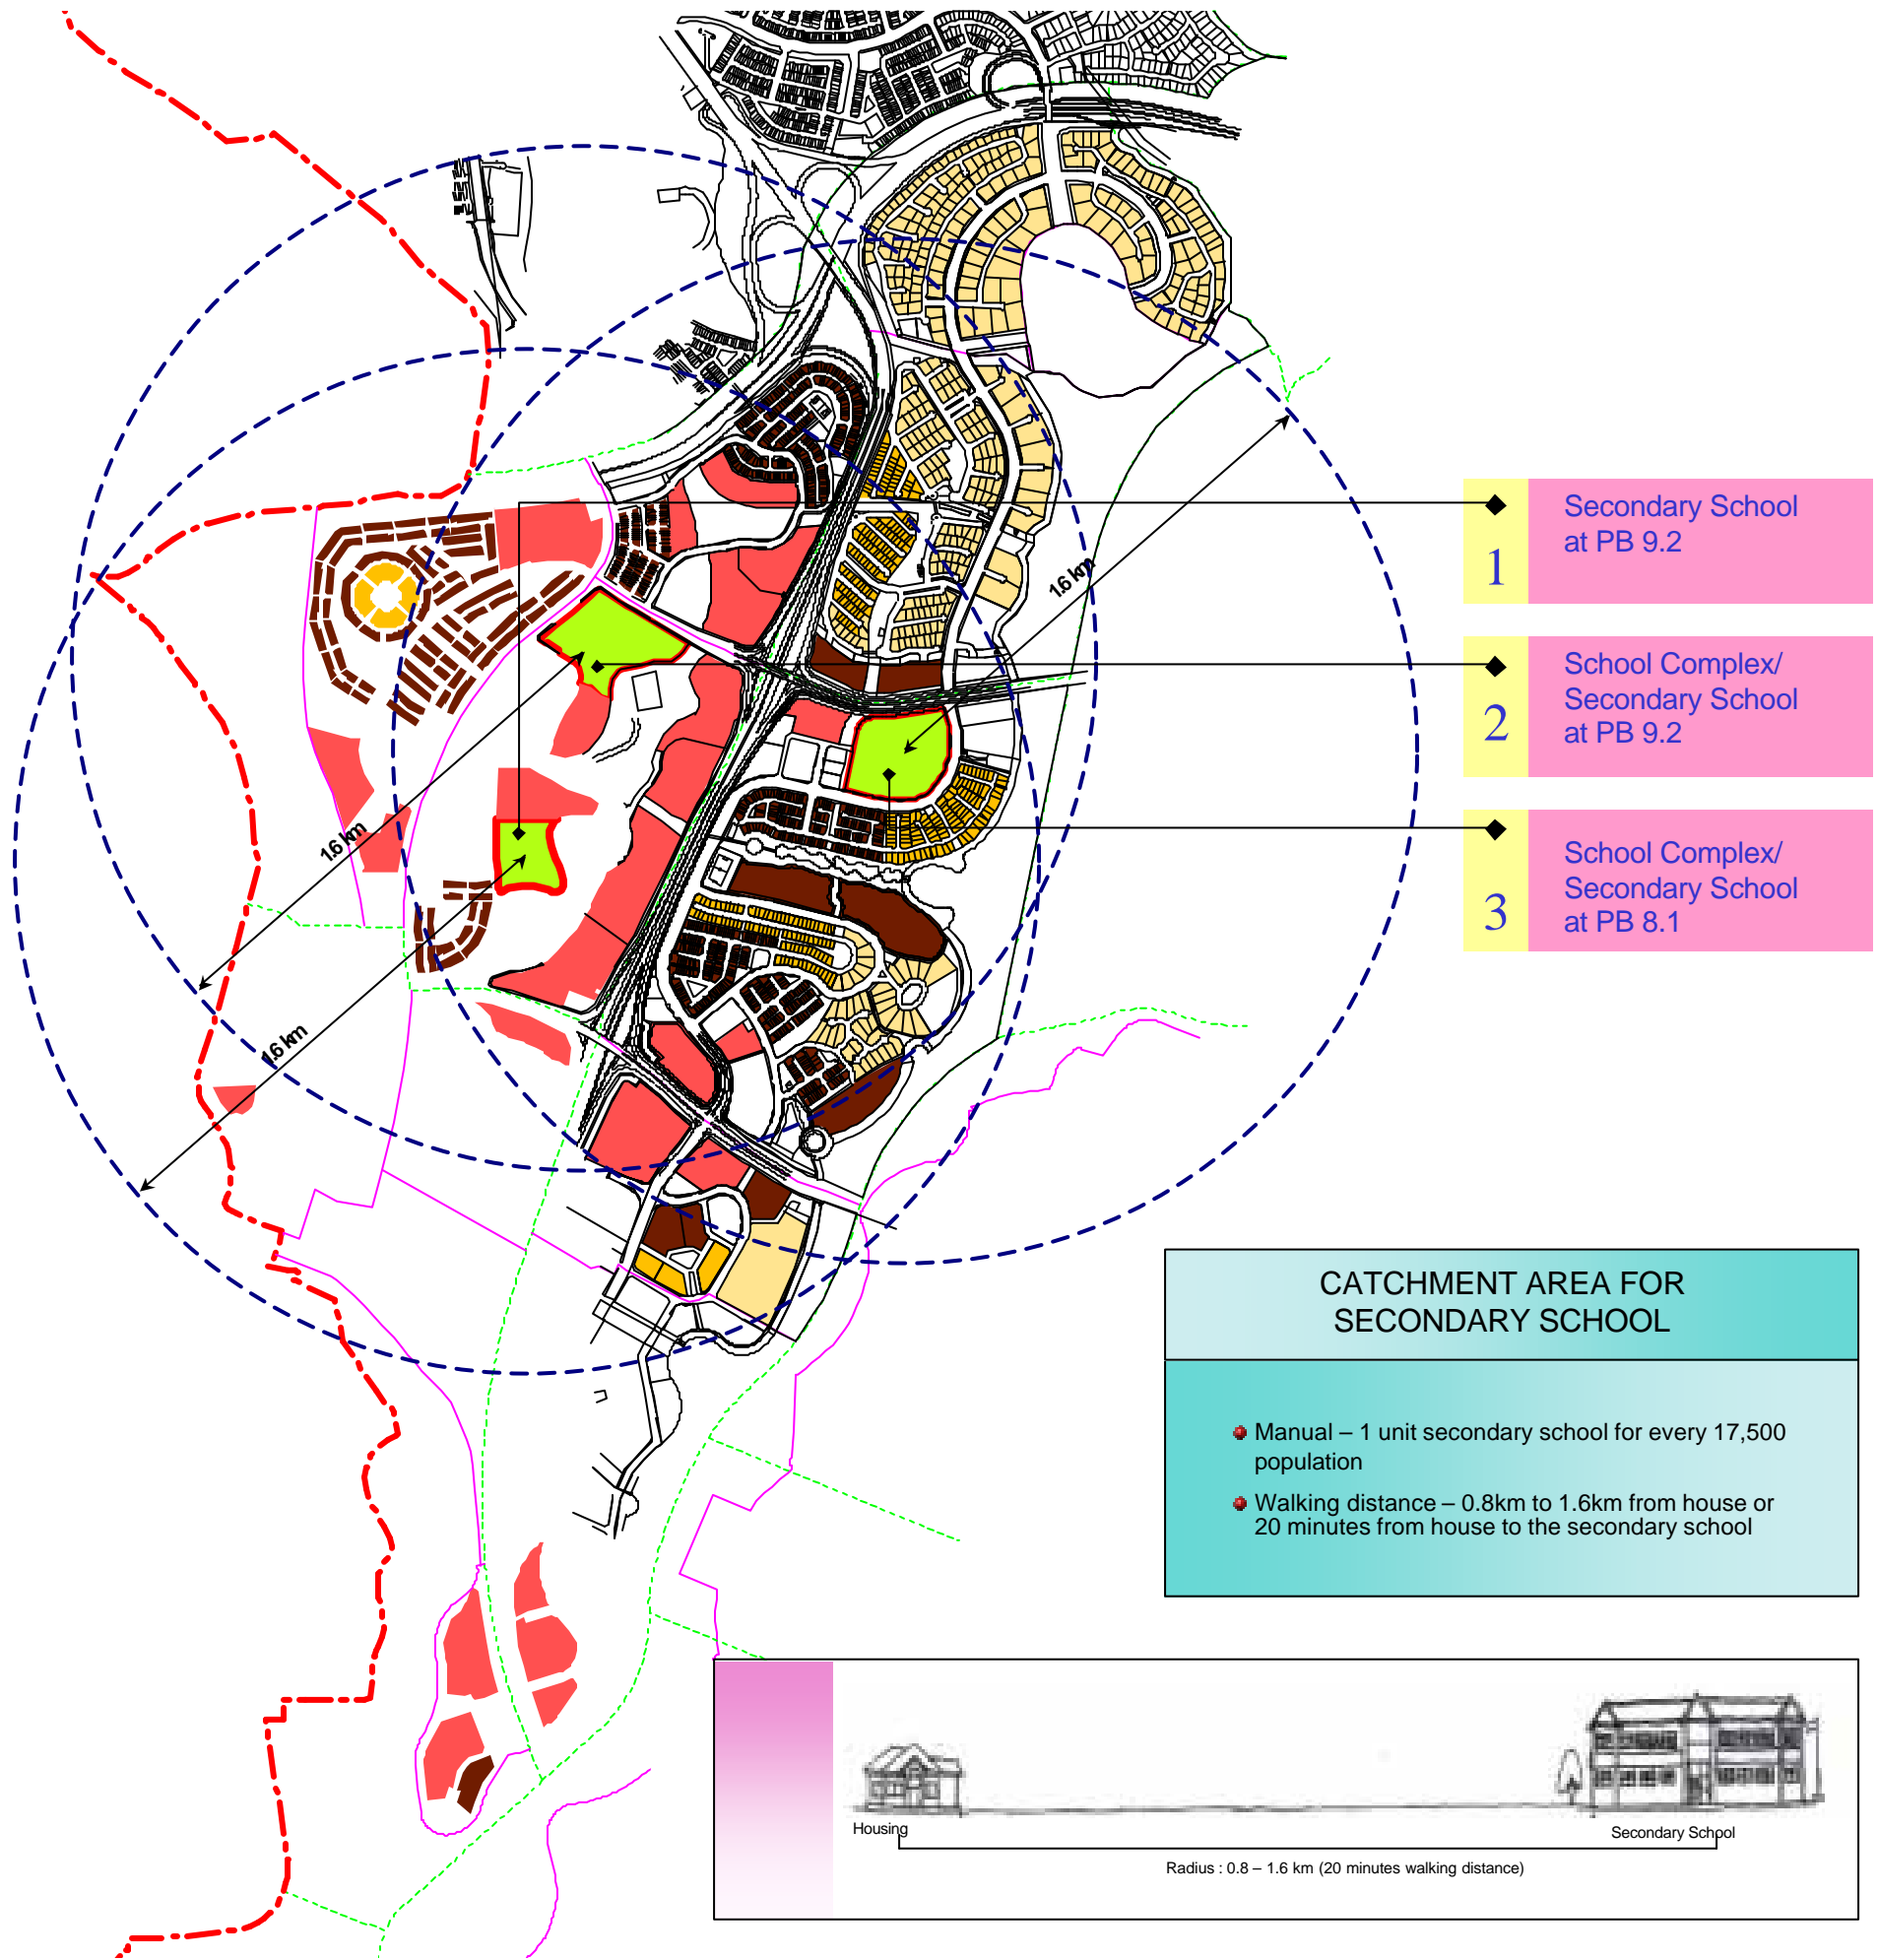 Secondary School
at PB 9.2
1
School Complex/
Secondary School
at PB 9.2
2
School Complex/
Secondary School
at PB 8.1
3
1.6 km
1.6 km
1.6 km
CATCHMENT AREA FOR
SECONDARY SCHOOL
Manual – 1 unit secondary school for every 17,500
population
Walking distance – 0.8km to 1.6km from house or
20 minutes from house to the secondary school
Housing
Secondary School
Radius : 0.8 – 1.6 km (20 minutes walking distance)